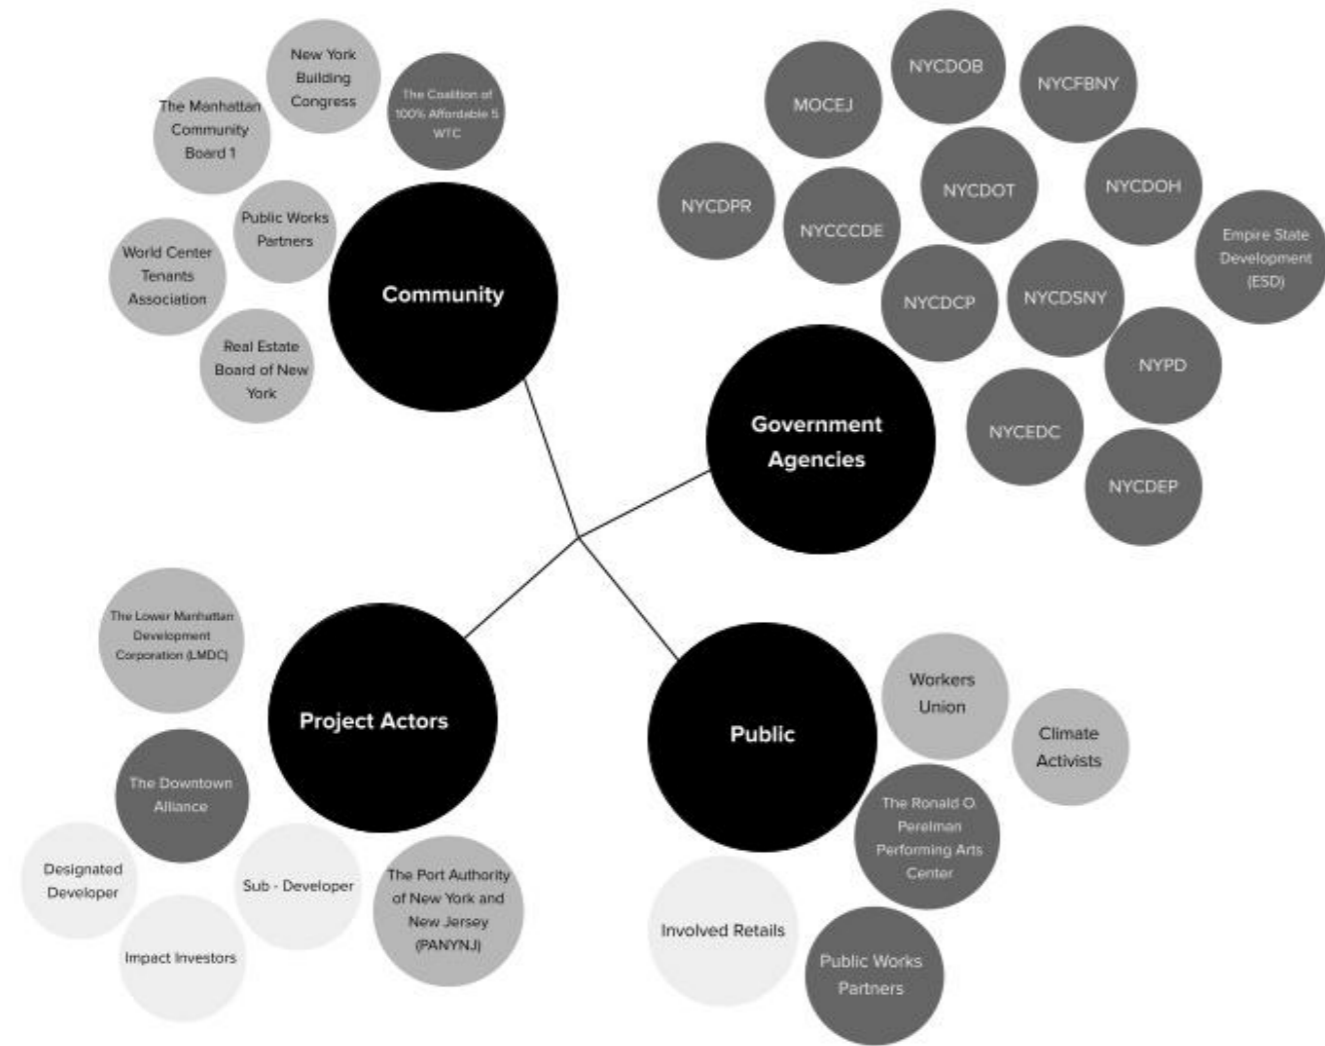 New York
Building
Congress
The Coalition of
100% Affordable 5
WTC
The Manhattan
Community
Board 1
Public Works
Partners
World Center
Tenants
Association
Real Estate
Board of New
York
Community
NYCDOB
NYCFBNY
MOCEJ
NYCDOT
NYCDOH
NYCDPR
NYCCCDE
Empire State
Development
(ESD)
NYCDCP
NYCDSNY
NYPD
NYCEDC
NYCDEP
Government
Agencies
The Lower Manhattan
Development
Corporation (LMDC)
Project Actors
The Downtown
Alliance
Designated
Developer
Sub - Developer
The Port Authority
of New York and
New Jersey
(PANYNJ)
Impact Investors
Public
Workers
Union
Climate
Activists
The Ronald O.
Perelman
Performing Arts
Center
Involved Retails
Public Works
Partners